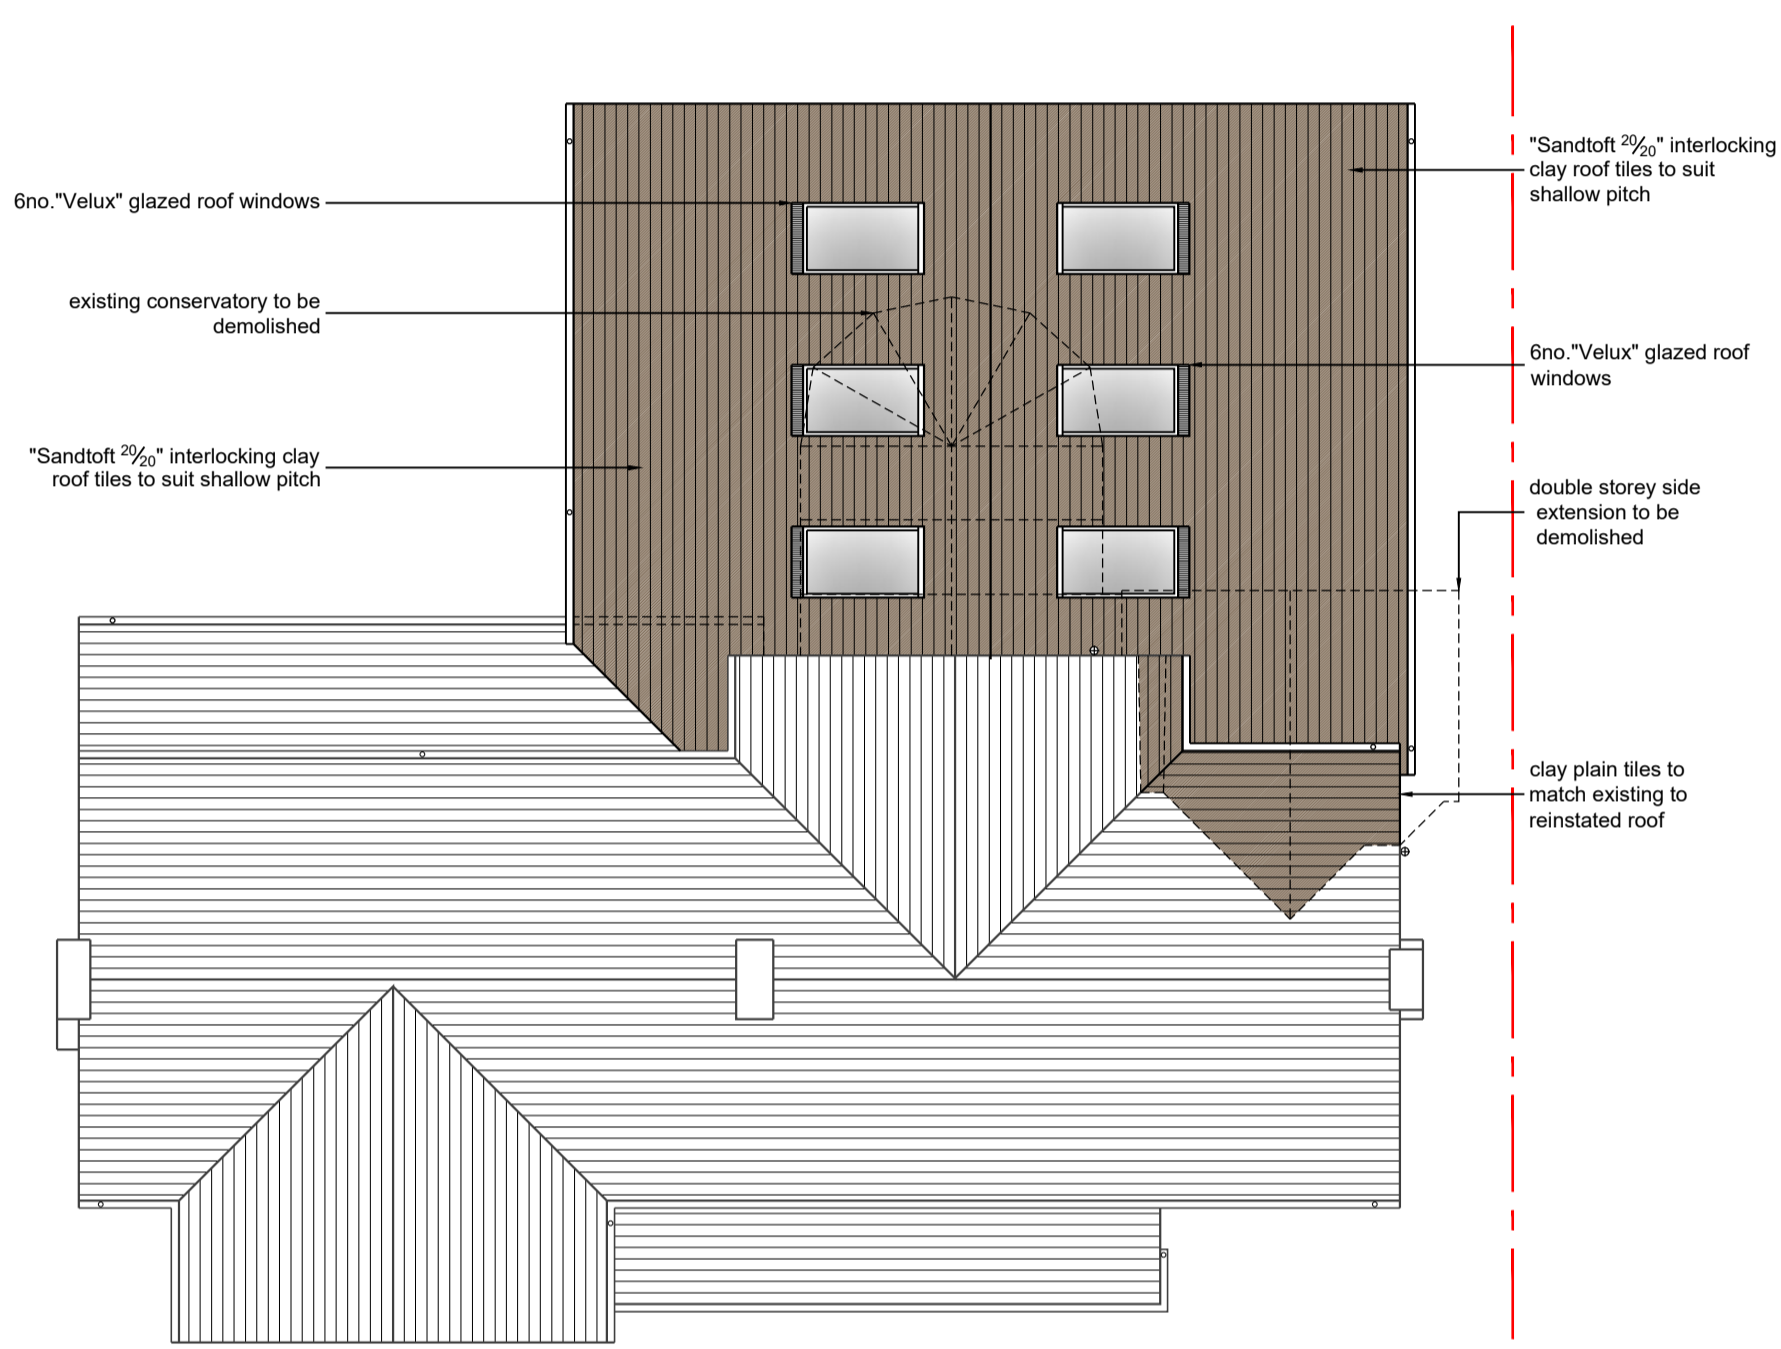 6no."Velux" glazed roof windows
existing conservatory to be
demolished
"Sandtoft 20⁄20" interlocking clay
roof tiles to suit shallow pitch
"Sandtoft 20⁄20" interlocking
clay roof tiles to suit
shallow pitch
6no."Velux" glazed roof
windows
double storey side
extension to be
demolished
clay plain tiles to
match existing to
reinstated roof